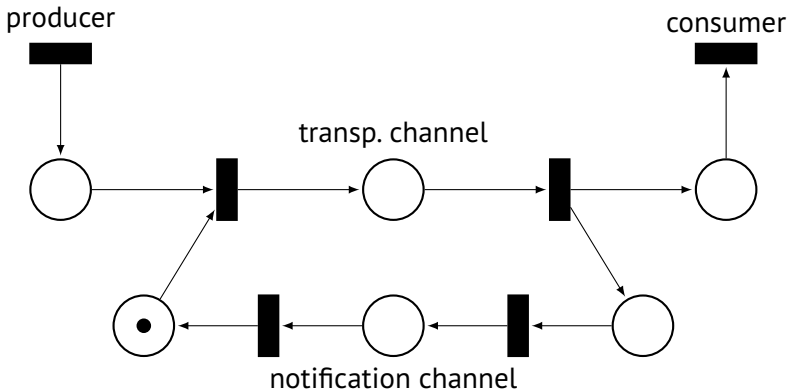 producer
consumer
transp. channel
notification channel